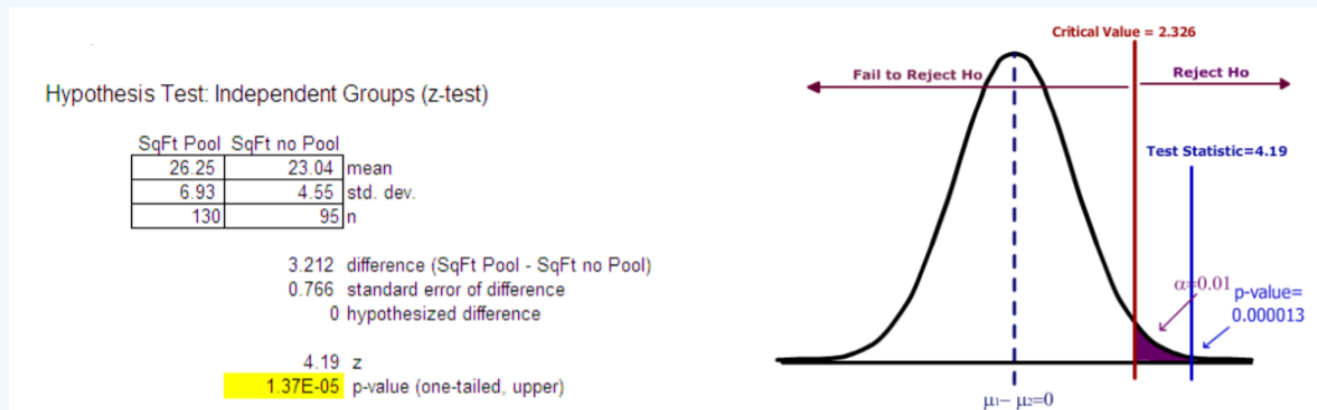 Hypothesis Test: Independent Groups (z-test)
SqFt Pool SqFt no Pool
26.25 23.04 mean
6.93 4.55 std. dev.
130 95 n
3.212 difference (SqFt Pool - SqFt no Pool)
0.766 standard error of difference
0 hypothesized difference
4.19 z
1.37E-05 p-value (one-tailed, upper)
Critical Value = 2.326
Fail to Reject Ho
Reject Ho
Test Statistic=4.19
α=0.01
p-value=
0.000013
μ1− μ2=0